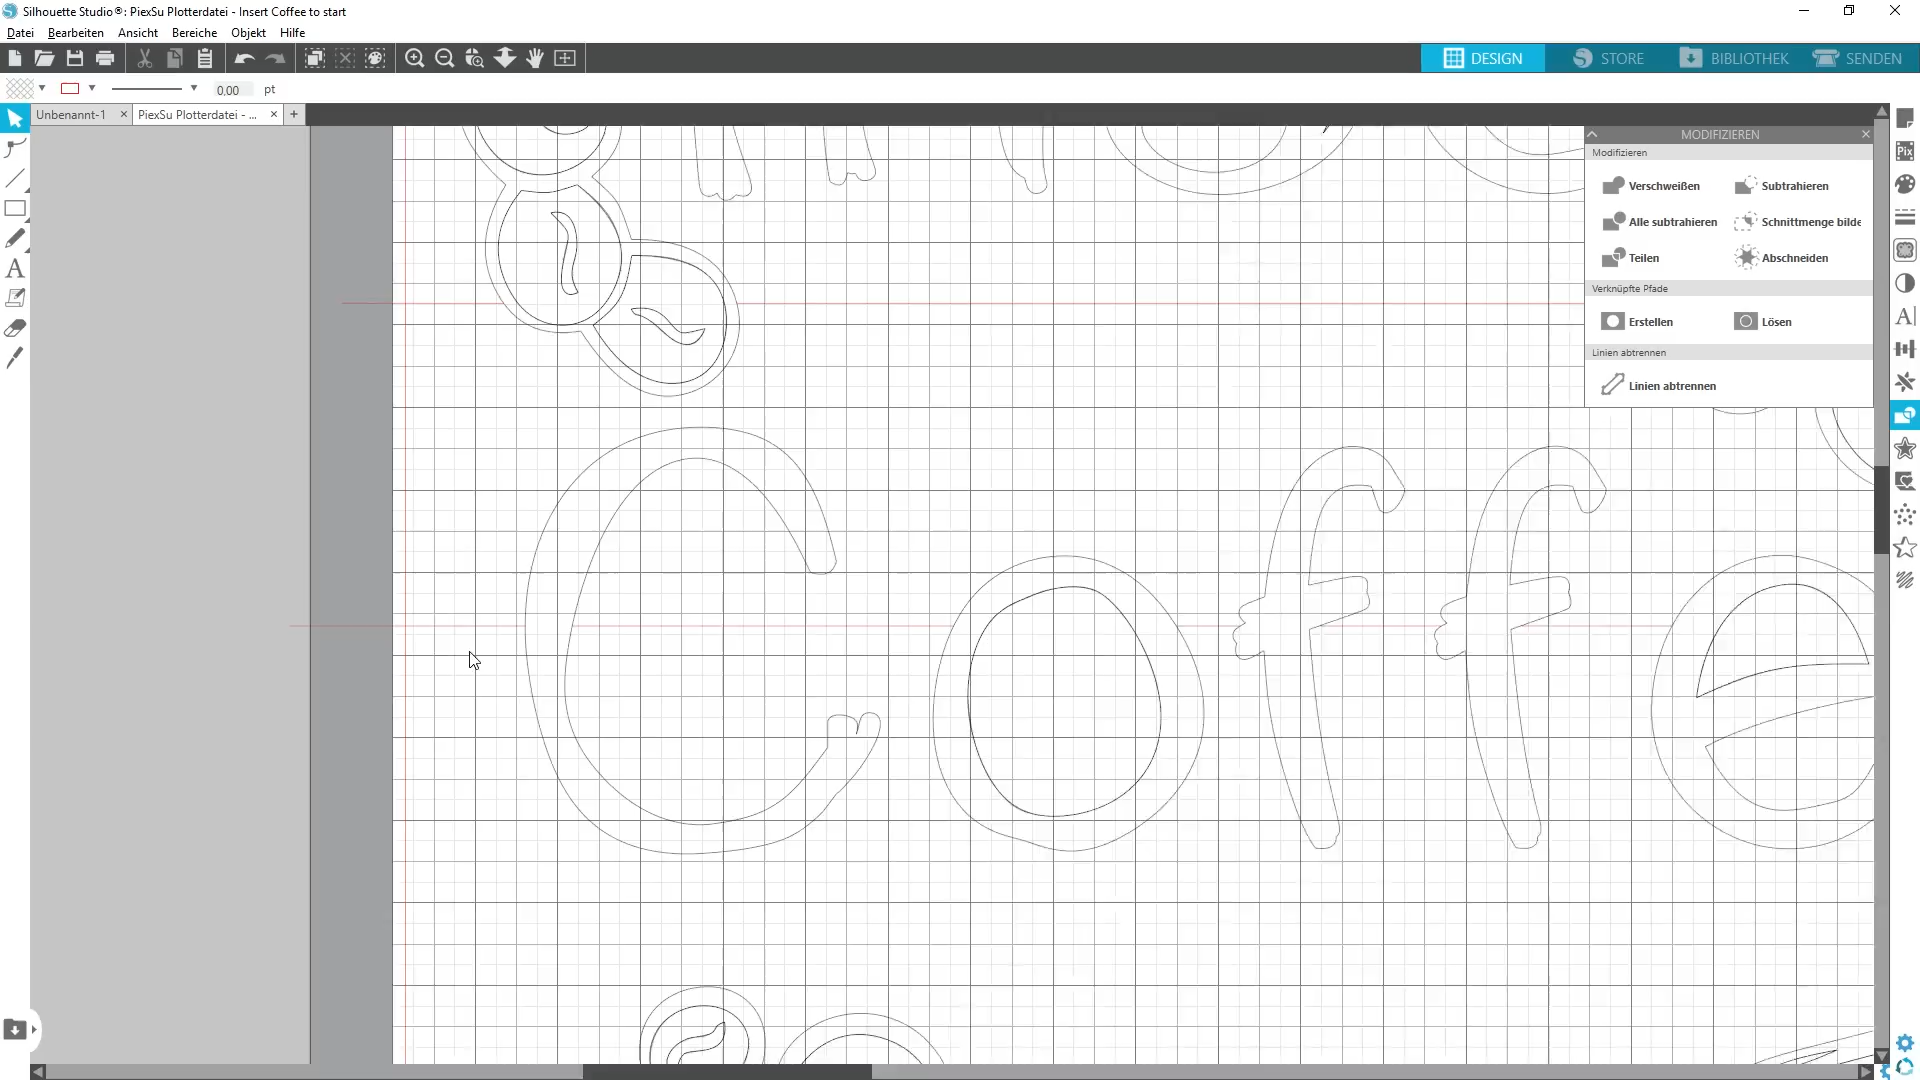 Silhouette Studio®: PiexSu Plotterdatei - Insert Coffee to start
Datei Bearbeiten Ansicht Bereiche Objekt Hilfe
DESIGN STORE BIBLIOTHEK SENDEN
0,00 pt
Unbenannt-1 PiexSu Plotterdatei - ...
MODIFIZIEREN
Modifizieren
Verschweißen Subtrahieren
Alle subtrahieren Schnittmenge bilde
Teilen Abschneiden
Verknüpfte Pfade
Erstellen Lösen
Linien abtrennen
Linien abtrennen
Pix
A
A
Coffe